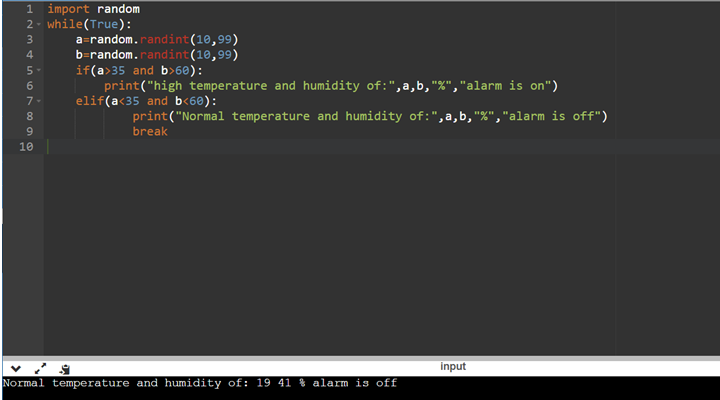 1 import random
2 while(True):
3     a=random.randint(10,99)
4     b=random.randint(10,99)
5     if(a>35 and b>60):
6         print("high temperature and humidity of:",a,b,"%","alarm is on")
7     elif(a<35 and b<60):
8             print("Normal temperature and humidity of:",a,b,"%","alarm is off")
9             break
10
input
Normal temperature and humidity of: 19 41 % alarm is off